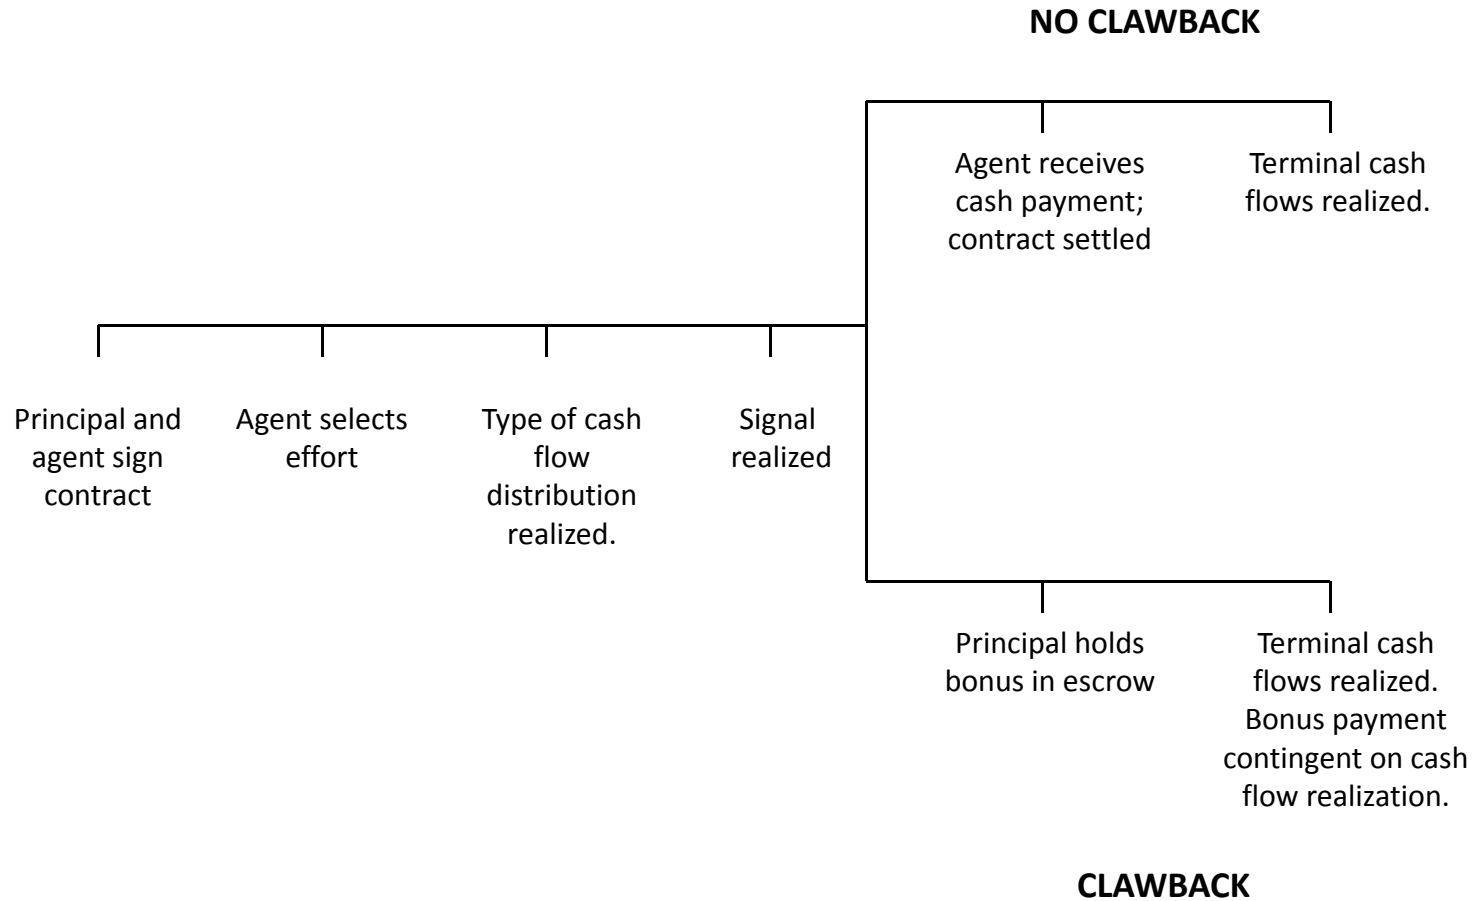 NO CLAWBACK
Agent receives
cash payment;
contract settled
Terminal cash
flows realized.
Principal and
agent sign
contract
Agent selects
effort
Type of cash
flow
distribution
realized.
Signal
realized
Principal holds
bonus in escrow
Terminal cash
flows realized.
Bonus payment
contingent on cash
flow realization.
CLAWBACK